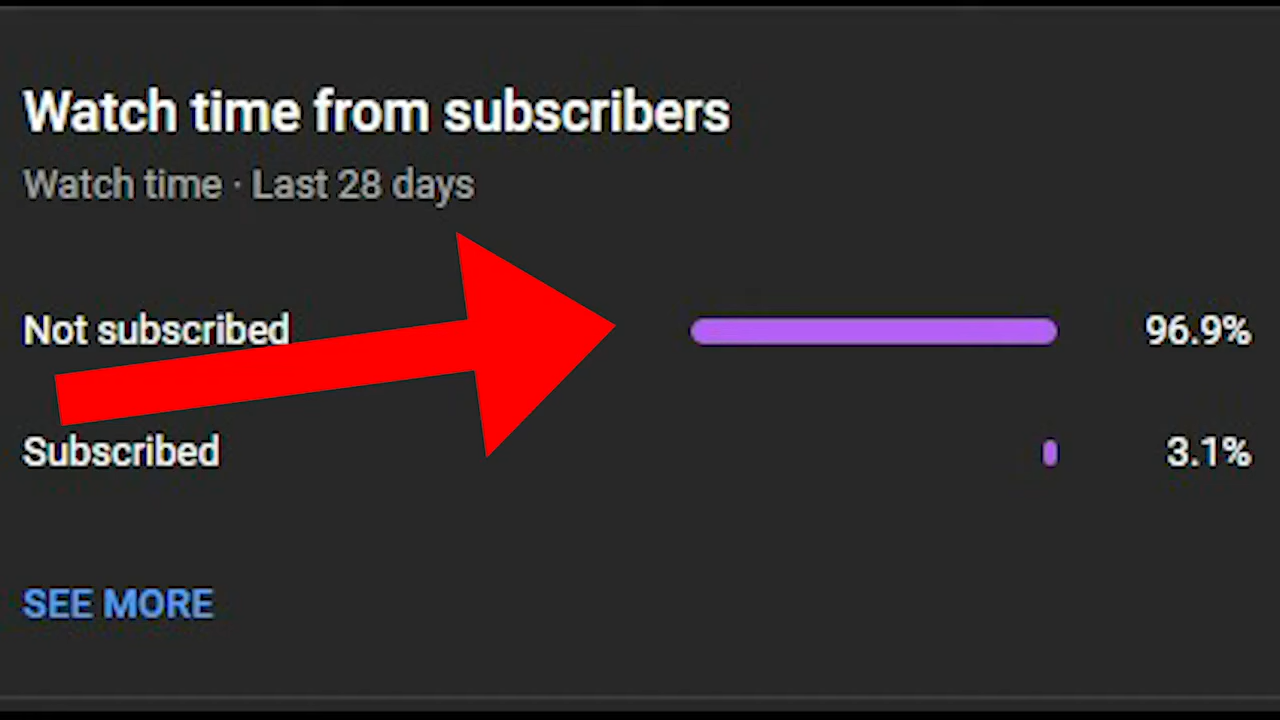 Watch time from subscribers
Watch time · Last 28 days
Not subscribed 96.9%
Subscribed 3.1%
SEE MORE